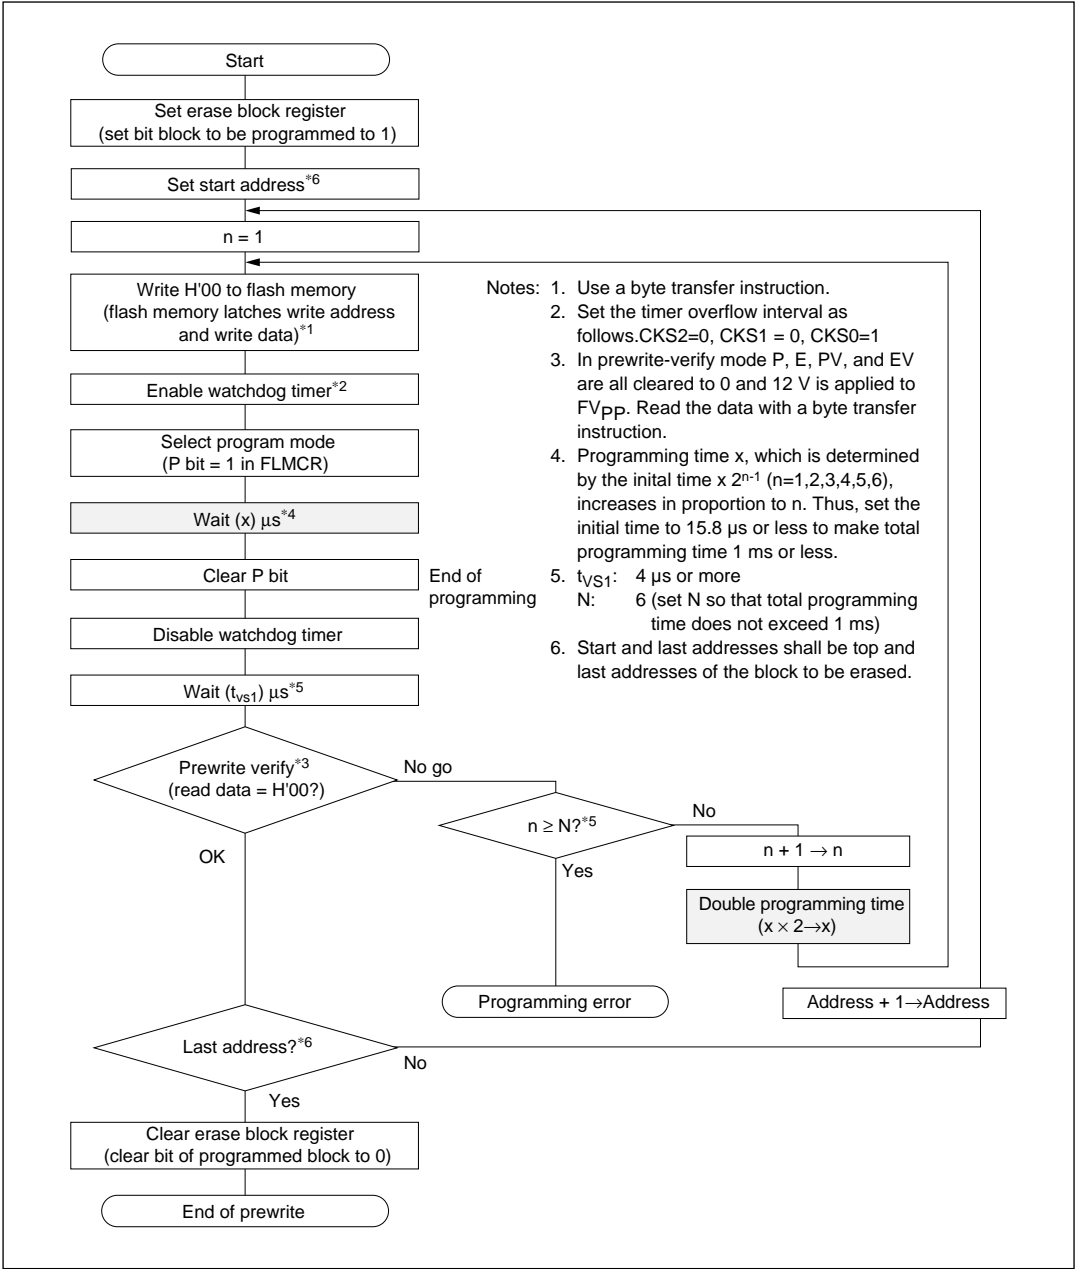 Start
Set erase block register
(set bit block to be programmed to 1)
Set start address*6
n = 1
Write H'00 to flash memory
(flash memory latches write address
and write data)*1
Enable watchdog timer*2
Select program mode
(P bit = 1 in FLMCR)
Wait (x) µs*4
Clear P bit
End of
programming
Disable watchdog timer
Wait (tvs1) µs*5
Notes: 1. Use a byte transfer instruction.
2. Set the timer overflow interval as
follows.CKS2=0, CKS1 = 0, CKS0=1
3. In prewrite-verify mode P, E, PV, and EV
are all cleared to 0 and 12 V is applied to
FVPP. Read the data with a byte transfer
instruction.
4. Programming time x, which is determined
by the inital time x 2n-1 (n=1,2,3,4,5,6),
increases in proportion to n. Thus, set the
initial time to 15.8 µs or less to make total
programming time 1 ms or less.
5. tVS1: 4 µs or more
N: 6 (set N so that total programming
time does not exceed 1 ms)
6. Start and last addresses shall be top and
last addresses of the block to be erased.
Prewrite verify*3
(read data = H'00?)
No go
OK
n ≥ N?*5
No
Yes
n + 1 → n
Double programming time
(x × 2→x)
Programming error
Address + 1→Address
Last address?*6
No
Yes
Clear erase block register
(clear bit of programmed block to 0)
End of prewrite